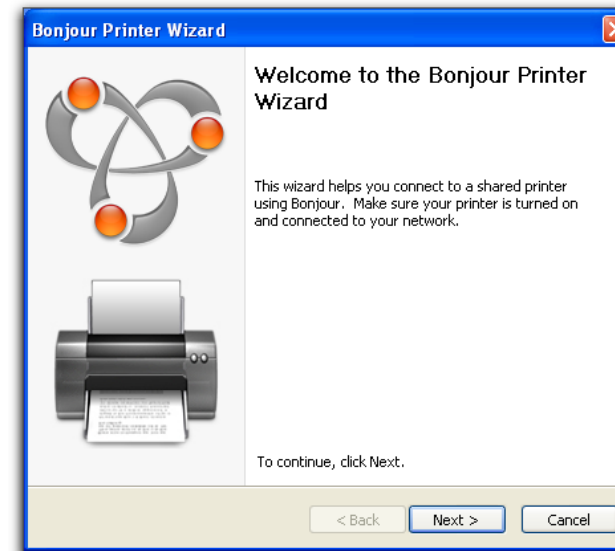 Bonjour Printer Wizard
Welcome to the Bonjour Printer
Wizard
This wizard helps you connect to a shared printer
using Bonjour.  Make sure your printer is turned on
and connected to your network.
To continue, click Next.
< Back
Next >
Cancel